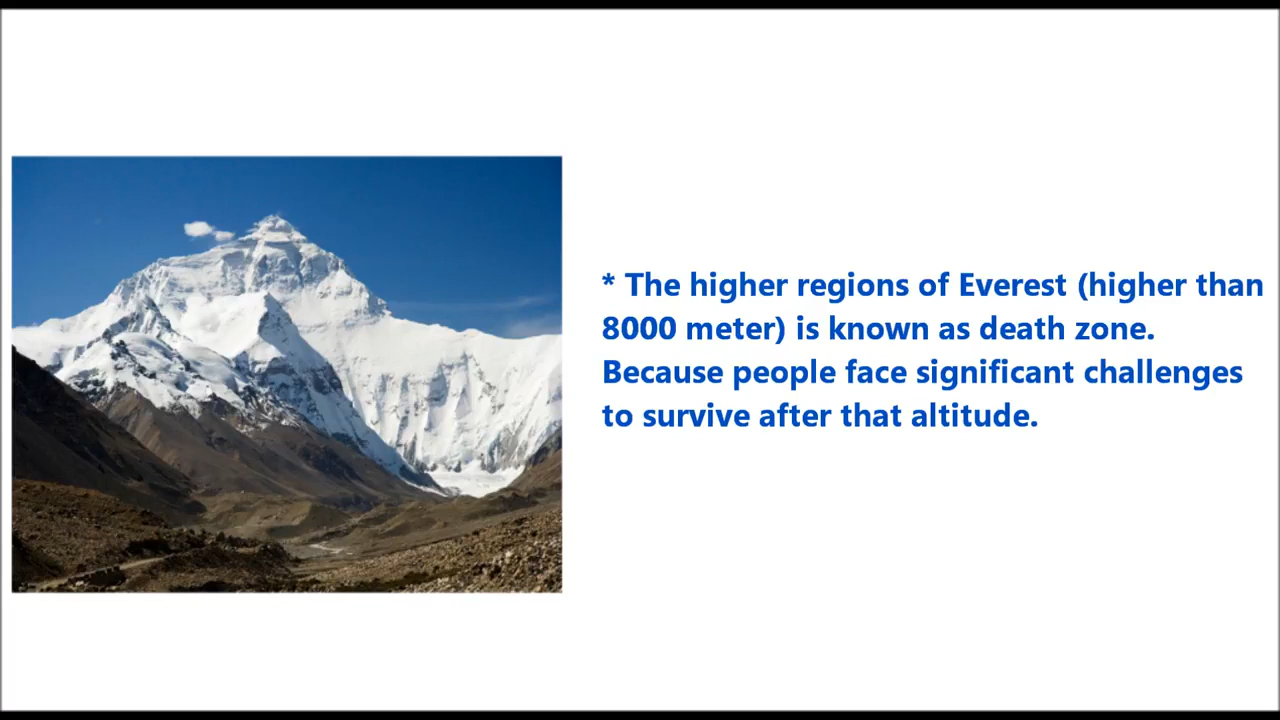 * The higher regions of Everest (higher than
8000 meter) is known as death zone.
Because people face significant challenges
to survive after that altitude.